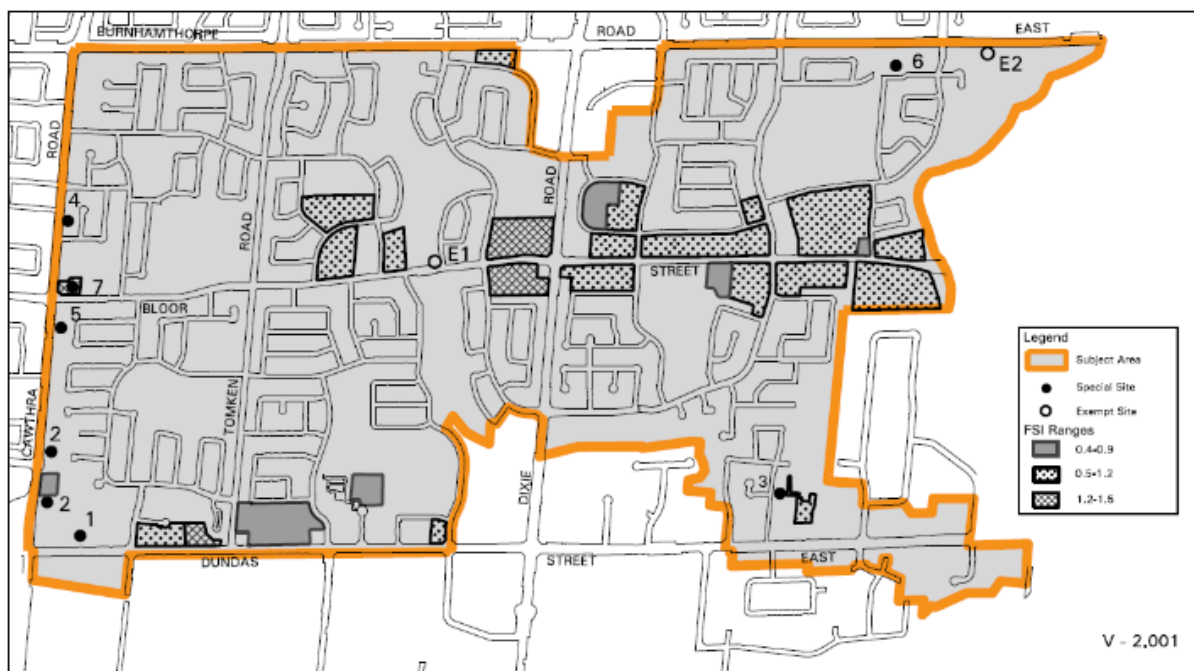 BURNHAMTHORPE ROAD EAST
6
E2
ROAD
4
ROAD
ROAD
E1
7
STREET
BLOOR
5
Legend
Subject Area
Special Site
Exempt Site
FSI Ranges
0.4-0.9
0.5-1.2
1.2-1.5
CAWTHRA
TOMKEN
2
DIXIE
3
2
1
DUNDAS STREET EAST
V - 2.001